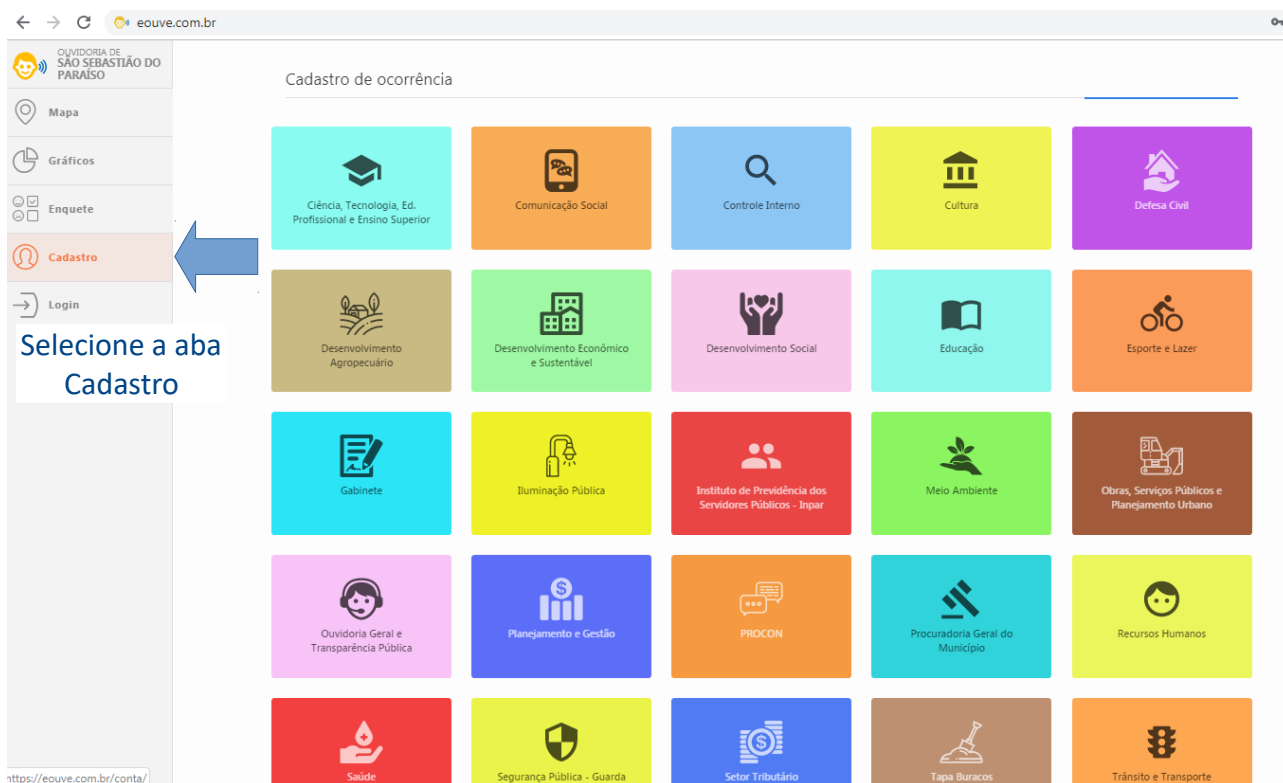 eouve.com.br
OUVIDORIA DE
SÃO SEBASTIÃO DO
PARAÍSO
Mapa
Gráficos
Enquete
Cadastro
Login
Selecione a aba
Cadastro
Cadastro de ocorrência
Ciência, Tecnologia, Ed.
Profissional e Ensino Superior
Comunicação Social
Controle Interno
Cultura
Defesa Civil
Desenvolvimento
Agropecuário
Desenvolvimento Econômico
e Sustentável
Desenvolvimento Social
Educação
Esporte e Lazer
Gabinete
Iluminação Pública
Instituto de Previdência dos
Servidores Públicos - Inpar
Meio Ambiente
Obras, Serviços Públicos e
Planejamento Urbano
Ouvidoria Geral e
Transparência Pública
Planejamento e Gestão
PROCON
Procuradoria Geral do
Município
Recursos Humanos
Saúde
Segurança Pública - Guarda
Setor Tributário
Tapa Buracos
Trânsito e Transporte
https://eouve.com.br/conta/